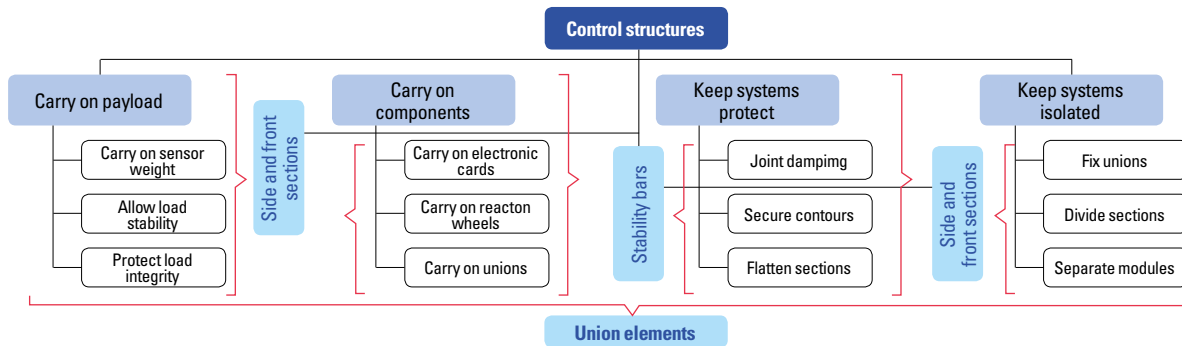 Control structures
Carry on payload
Carry on sensor
weight
Allow load
stability
Protect load
integrity
Side and front
sections
Carry on
components
Carry on electronic
cards
Carry on reacton
wheels
Carry on unions
Stability bars
Keep systems
protect
Joint dampimg
Secure contours
Flatten sections
Side and
front sections
Keep systems
isolated
Fix unions
Divide sections
Separate modules
Union elements